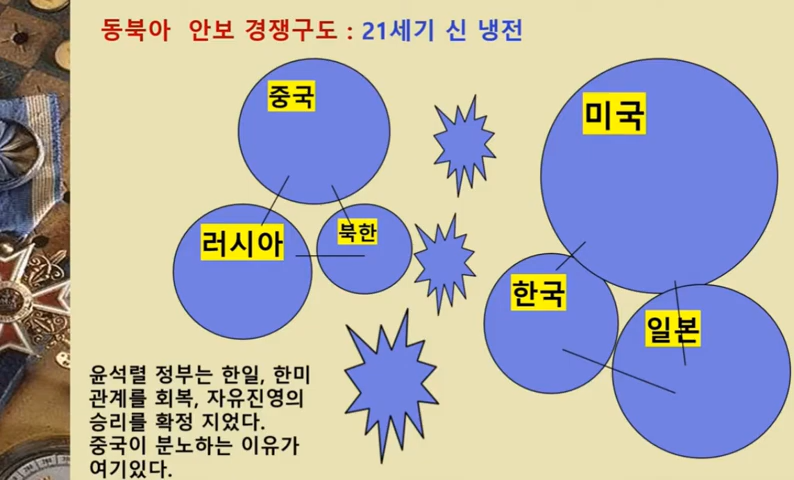 동북아 안보 경쟁구도 : 21세기 신 냉전
중국
미국
러시아
북한
한국
일본
윤석렬 정부는 한일, 한미
관계를 회복, 자유진영의
승리를 확정 지었다.
중국이 분노하는 이유가
여기있다.